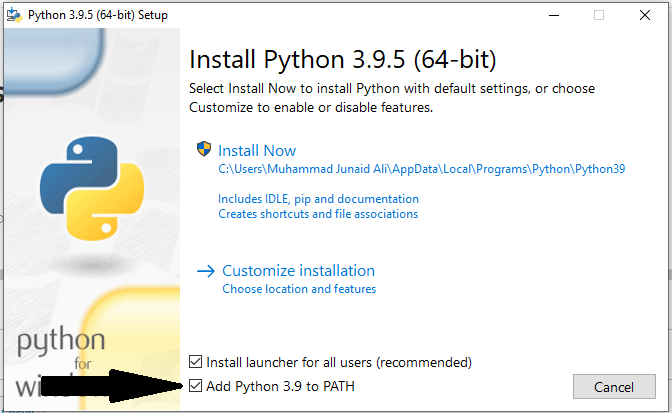 Python 3.9.5 (64-bit) Setup
Install Python 3.9.5 (64-bit)
Select Install Now to install Python with default settings, or choose
Customize to enable or disable features.
Install Now
C:\Users\Muhammad Junaid Ali\AppData\Local\Programs\Python\Python39
Includes IDLE, pip and documentation
Creates shortcuts and file associations
Customize installation
Choose location and features
python
for
Install launcher for all users (recommended)
Add Python 3.9 to PATH
Cancel